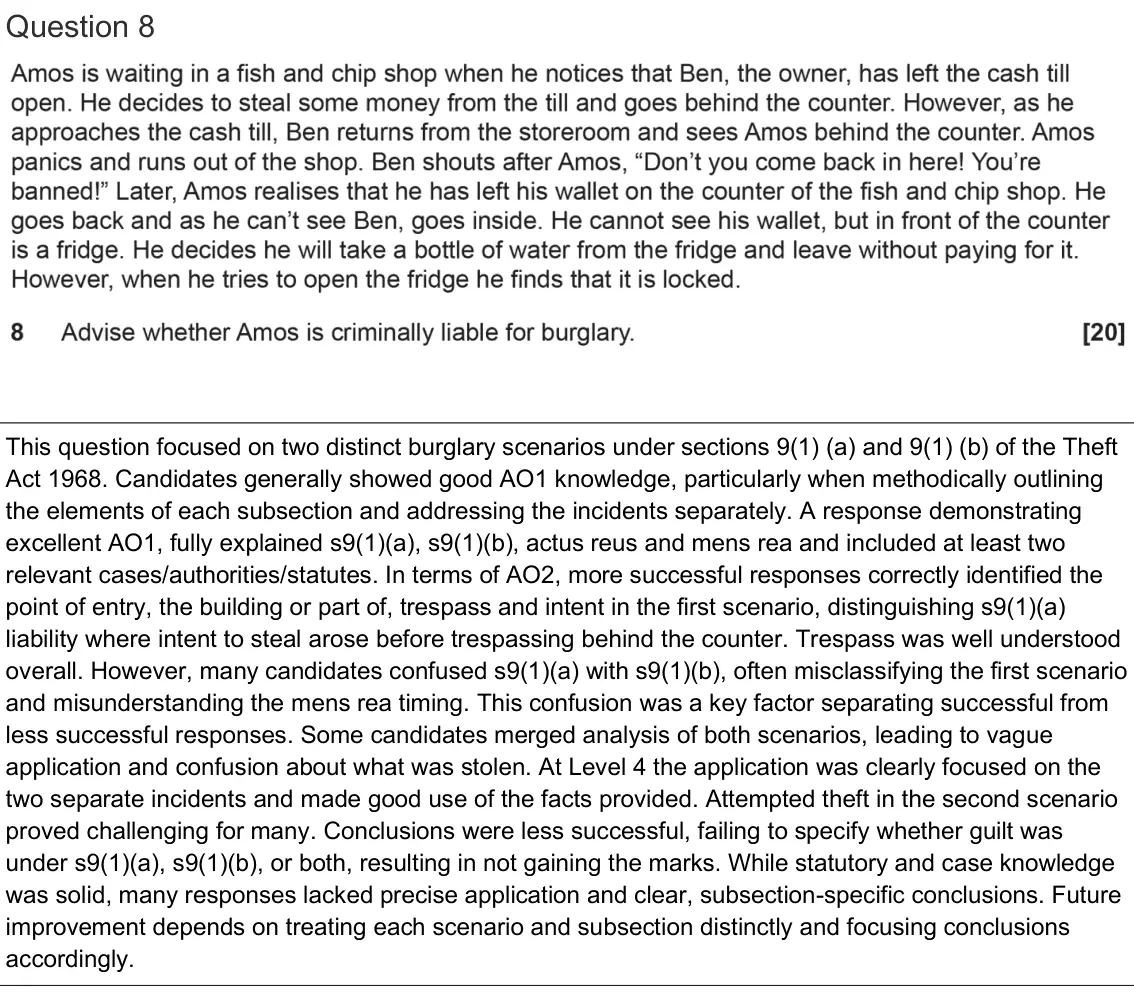 Question 8
Amos is waiting in a fish and chip shop when he notices that Ben, the owner, has left the cash till
open. He decides to steal some money from the till and goes behind the counter. However, as he
approaches the cash till, Ben returns from the storeroom and sees Amos behind the counter. Amos
panics and runs out of the shop. Ben shouts after Amos, “Don’t you come back in here! You’re
banned!” Later, Amos realises that he has left his wallet on the counter of the fish and chip shop. He
goes back and as he can’t see Ben, goes inside. He cannot see his wallet, but in front of the counter
is a fridge. He decides he will take a bottle of water from the fridge and leave without paying for it.
However, when he tries to open the fridge he finds that it is locked.
8 Advise whether Amos is criminally liable for burglary. [20]
This question focused on two distinct burglary scenarios under sections 9(1) (a) and 9(1) (b) of the Theft
Act 1968. Candidates generally showed good AO1 knowledge, particularly when methodically outlining
the elements of each subsection and addressing the incidents separately. A response demonstrating
excellent AO1, fully explained s9(1)(a), s9(1)(b), actus reus and mens rea and included at least two
relevant cases/authorities/statutes. In terms of AO2, more successful responses correctly identified the
point of entry, the building or part of, trespass and intent in the first scenario, distinguishing s9(1)(a)
liability where intent to steal arose before trespassing behind the counter. Trespass was well understood
overall. However, many candidates confused s9(1)(a) with s9(1)(b), often misclassifying the first scenario
and misunderstanding the mens rea timing. This confusion was a key factor separating successful from
less successful responses. Some candidates merged analysis of both scenarios, leading to vague
application and confusion about what was stolen. At Level 4 the application was clearly focused on the
two separate incidents and made good use of the facts provided. Attempted theft in the second scenario
proved challenging for many. Conclusions were less successful, failing to specify whether guilt was
under s9(1)(a), s9(1)(b), or both, resulting in not gaining the marks. While statutory and case knowledge
was solid, many responses lacked precise application and clear, subsection-specific conclusions. Future
improvement depends on treating each scenario and subsection distinctly and focusing conclusions
accordingly.